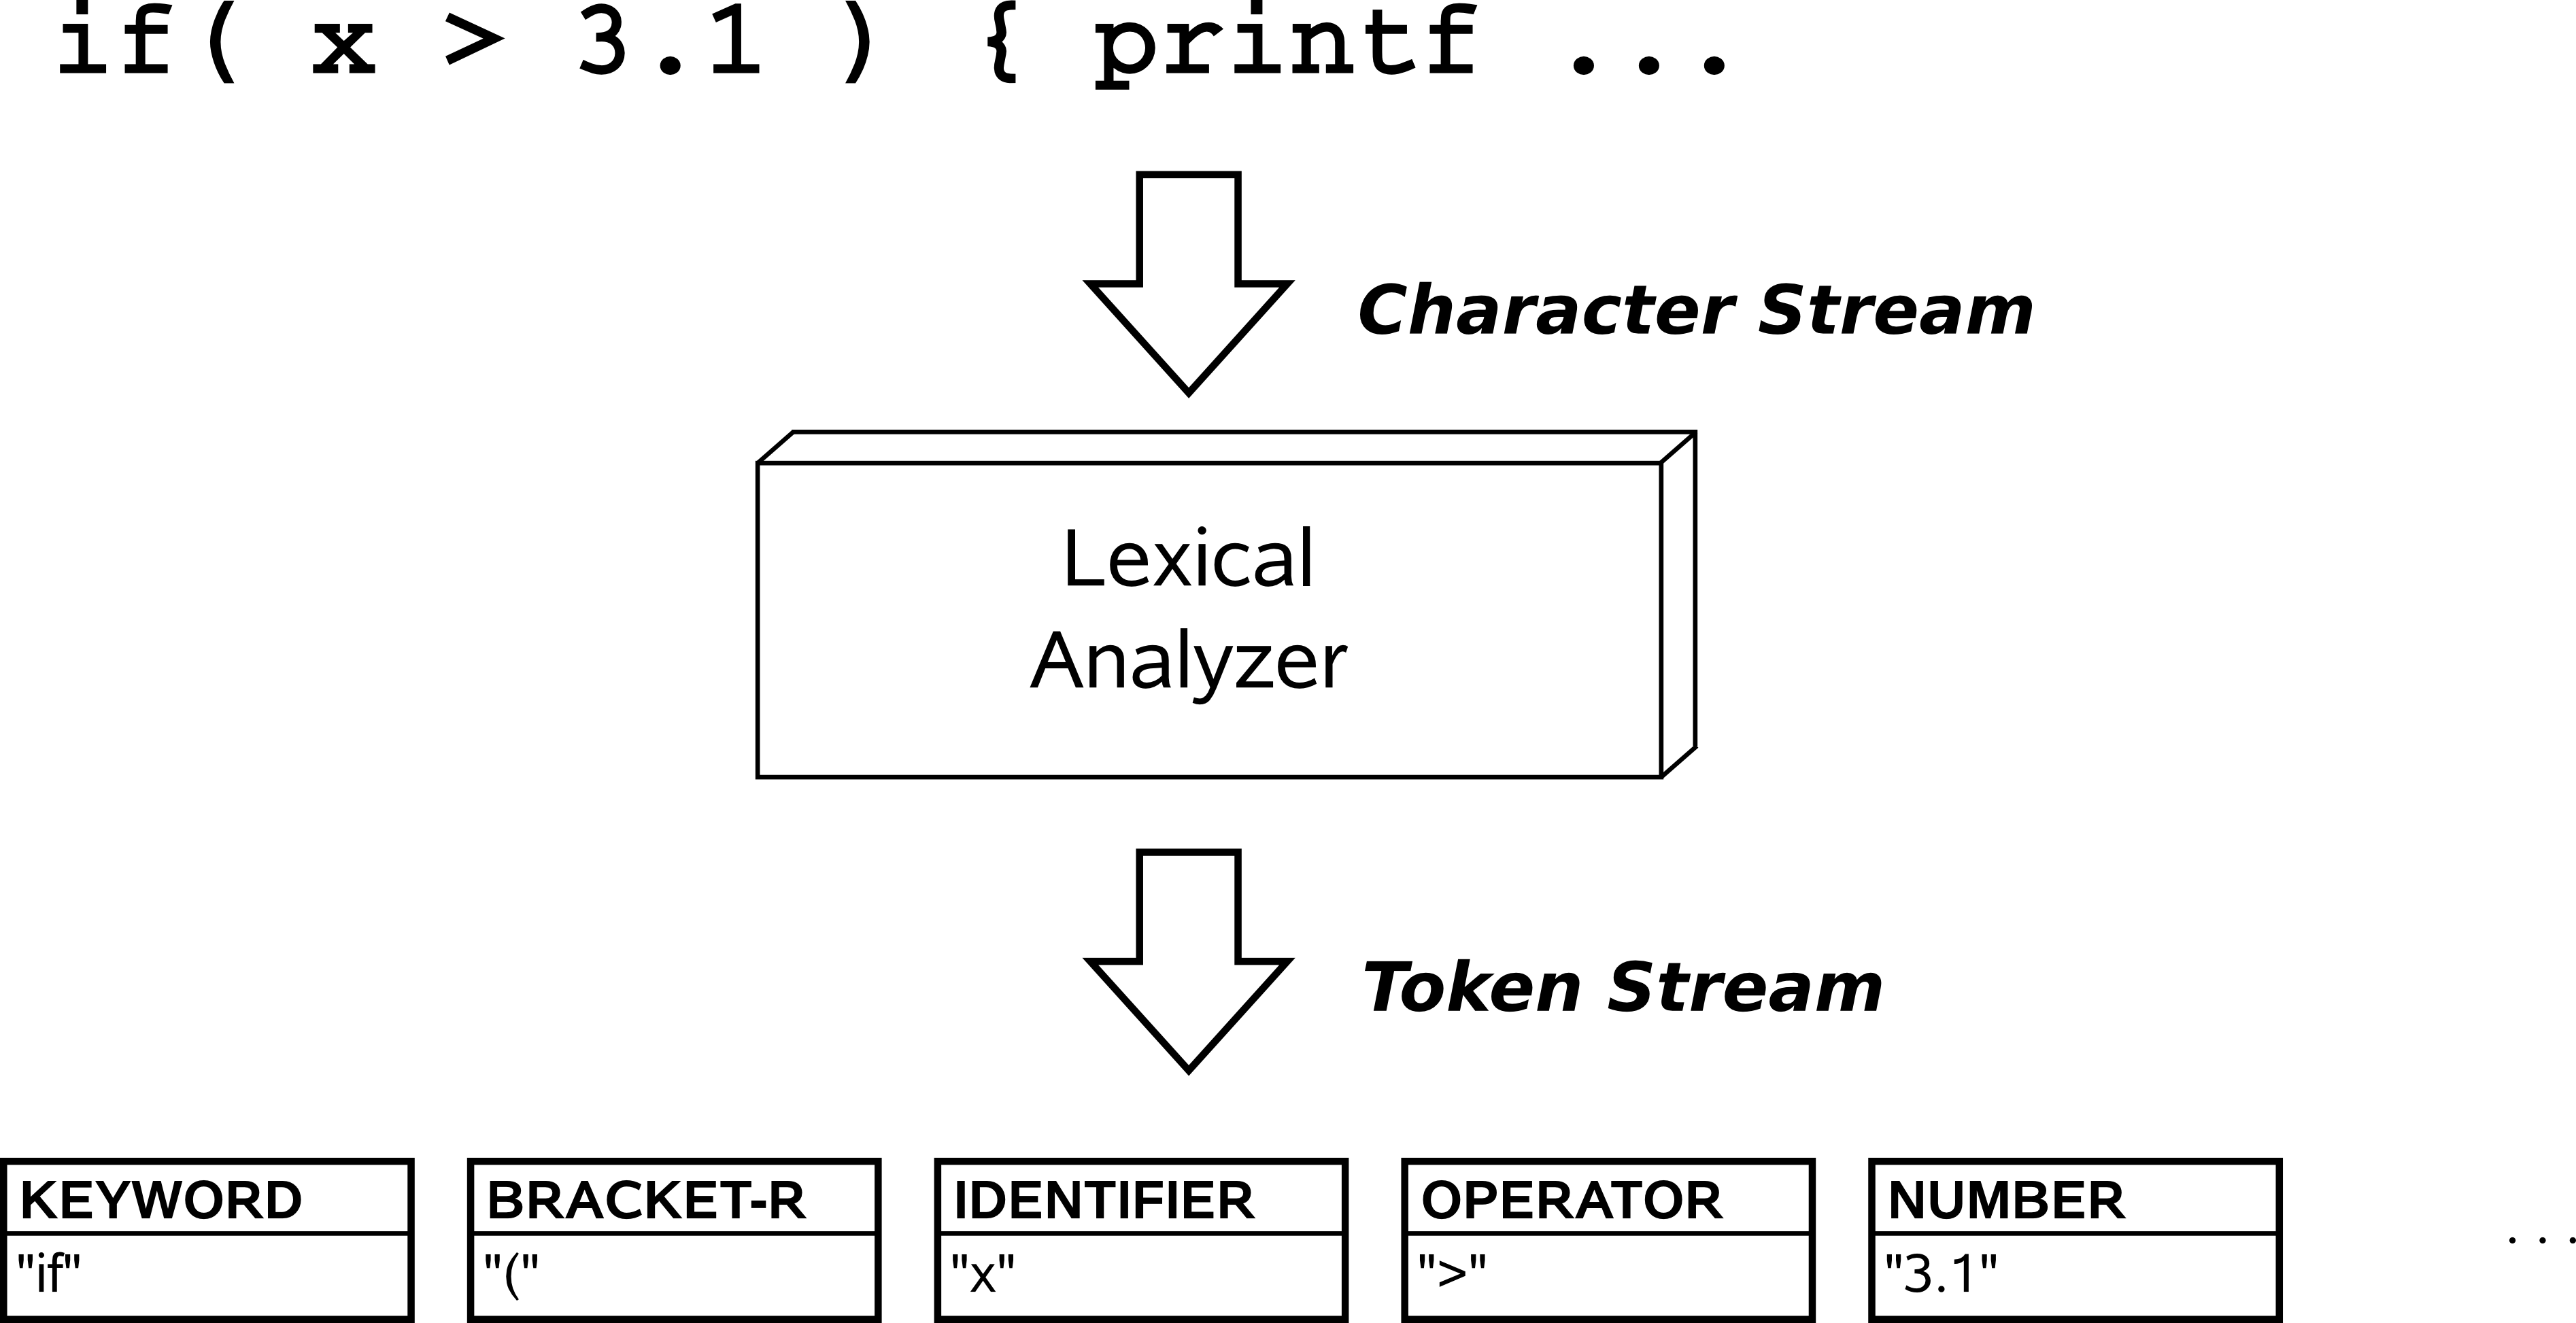 if( x > 3.1 ) { printf ...
Character Stream
Lexical
Analyzer
Token Stream
KEYWORD BRACKET-R IDENTIFIER OPERATOR NUMBER
"if" "(" "x" ">" "3.1" ...